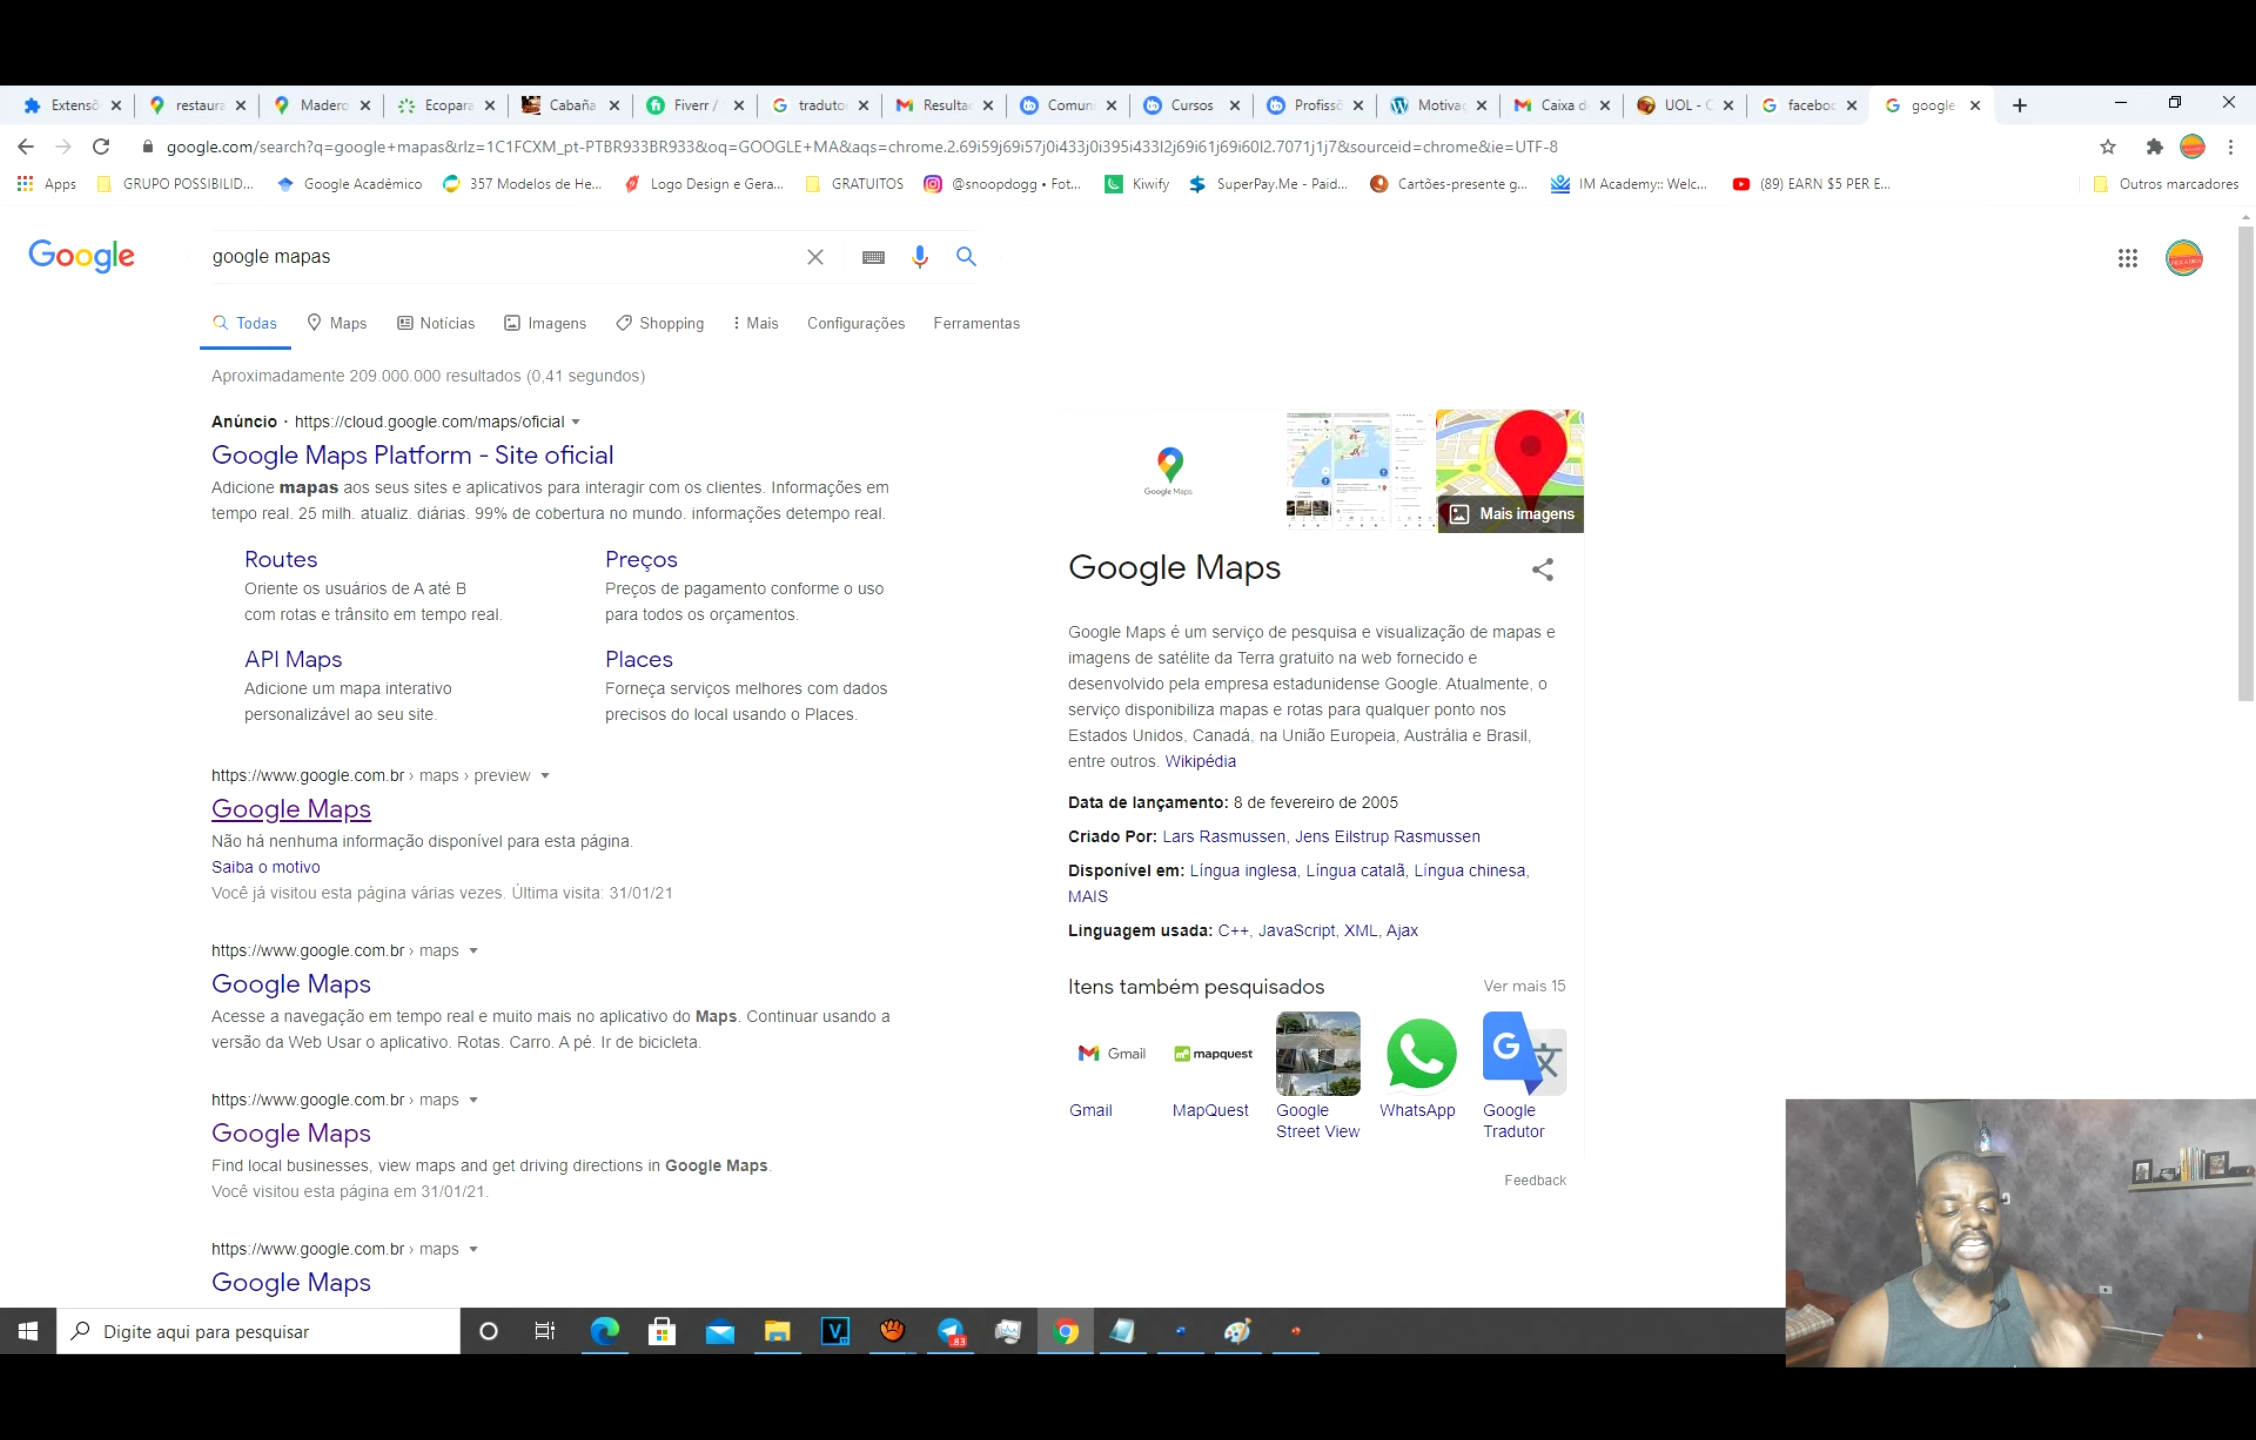 Extensõ
restaura
Madero
Ecopara
Cabaña
Fiverr /
traduto
Resulta
Comun
Cursos
Profissõ
Motiva
Caixa d
UOL - C
faceboo
google
google.com/search?q=google+mapas&rlz=1C1FCXM_pt-PTBR933BR933&oq=GOOGLE+MA&aqs=chrome.2.69i59j69i57j0i433j0i395i433l2j69i61j69i60l2.7071j1j7&sourceid=chrome&ie=UTF-8
Apps
GRUPO POSSIBILID...
Google Acadêmico
357 Modelos de He...
Logo Design e Gera...
GRATUITOS
@snoopdogg • Fot...
Kiwify
SuperPay.Me - Paid...
Cartões-presente g...
IM Academy:: Welc...
(89) EARN $5 PER E...
Outros marcadores
Google
google mapas
Todas
Maps
Notícias
Imagens
Shopping
Mais
Configurações
Ferramentas
Aproximadamente 209.000.000 resultados (0,41 segundos)
Anúncio · https://cloud.google.com/maps/oficial
Google Maps Platform - Site oficial
Adicione mapas aos seus sites e aplicativos para interagir com os clientes. Informações em
tempo real. 25 milh. atualiz. diárias. 99% de cobertura no mundo. informações detempo real.
Routes
Oriente os usuários de A até B
com rotas e trânsito em tempo real.
Preços
Preços de pagamento conforme o uso
para todos os orçamentos.
API Maps
Adicione um mapa interativo
personalizável ao seu site.
Places
Forneça serviços melhores com dados
precisos do local usando o Places.
https://www.google.com.br › maps › preview
Google Maps
Não há nenhuma informação disponível para esta página.
Saiba o motivo
Você já visitou esta página várias vezes. Última visita: 31/01/21
https://www.google.com.br › maps
Google Maps
Acesse a navegação em tempo real e muito mais no aplicativo do Maps. Continuar usando a
versão da Web Usar o aplicativo. Rotas. Carro. A pé. Ir de bicicleta.
https://www.google.com.br › maps
Google Maps
Find local businesses, view maps and get driving directions in Google Maps.
Você visitou esta página em 31/01/21.
https://www.google.com.br › maps
Google Maps
Google Maps
Mais imagens
Google Maps
Google Maps é um serviço de pesquisa e visualização de mapas e
imagens de satélite da Terra gratuito na web fornecido e
desenvolvido pela empresa estadunidense Google. Atualmente, o
serviço disponibiliza mapas e rotas para qualquer ponto nos
Estados Unidos, Canadá, na União Europeia, Austrália e Brasil,
entre outros. Wikipédia
Data de lançamento: 8 de fevereiro de 2005
Criado Por: Lars Rasmussen, Jens Eilstrup Rasmussen
Disponível em: Língua inglesa, Língua catalã, Língua chinesa,
MAIS
Linguagem usada: C++, JavaScript, XML, Ajax
Itens também pesquisados
Ver mais 15
Gmail
mapquest
Gmail
MapQuest
Google
Street View
WhatsApp
Google
Tradutor
Feedback
Digite aqui para pesquisar
83